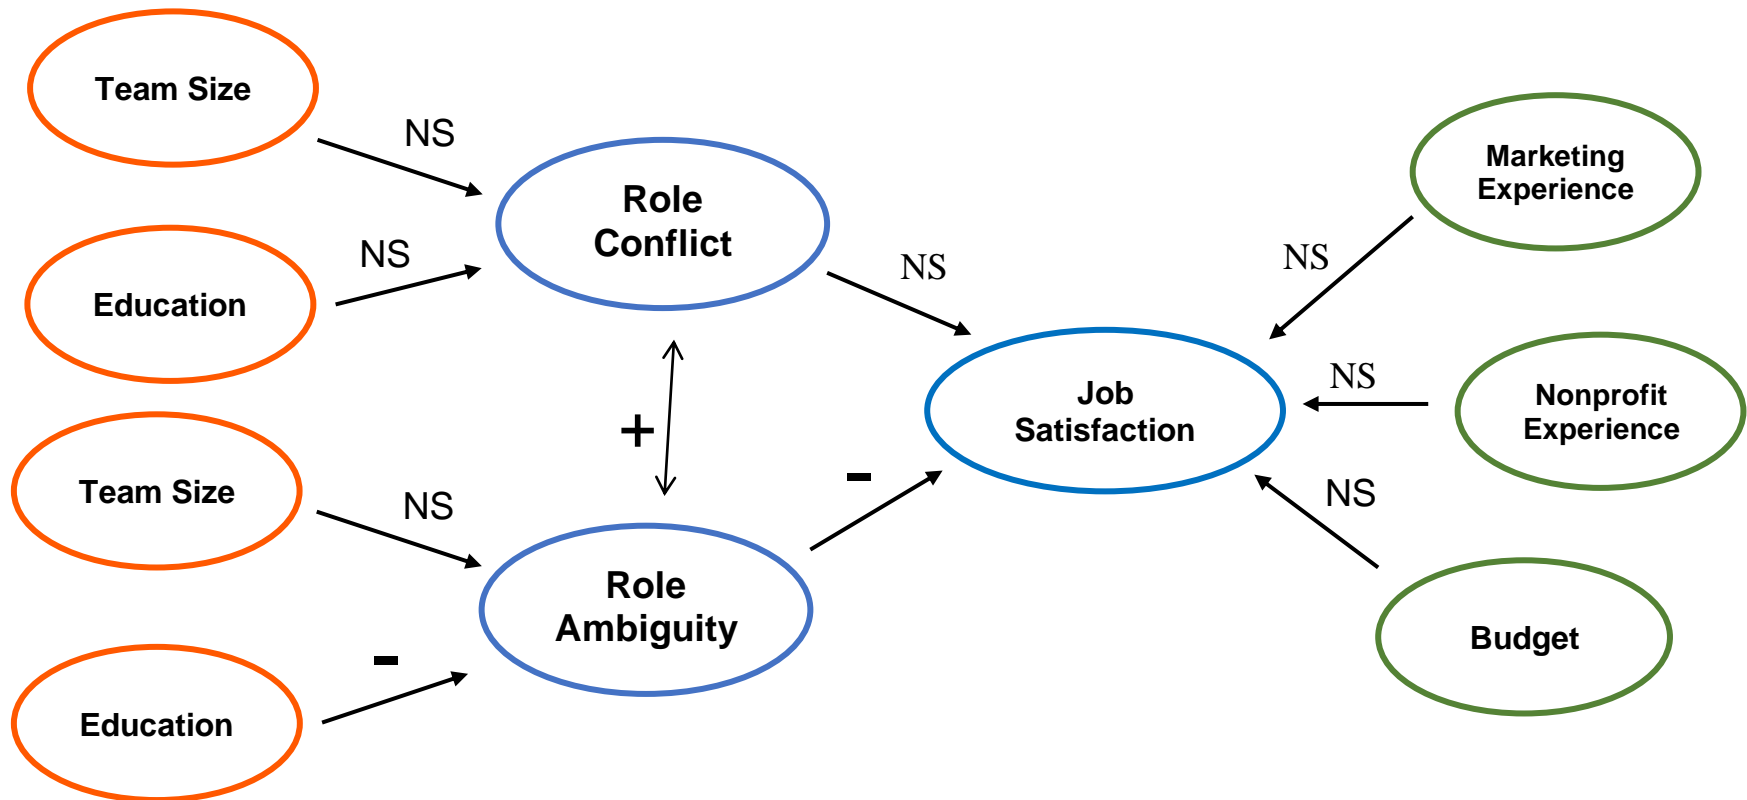 Team Size
NS
Education
NS
Role
Conflict
NS
+
Team Size
NS
Education
-
Role
Ambiguity
-
Job
Satisfaction
Marketing
Experience
NS
Nonprofit
Experience
NS
Budget
NS